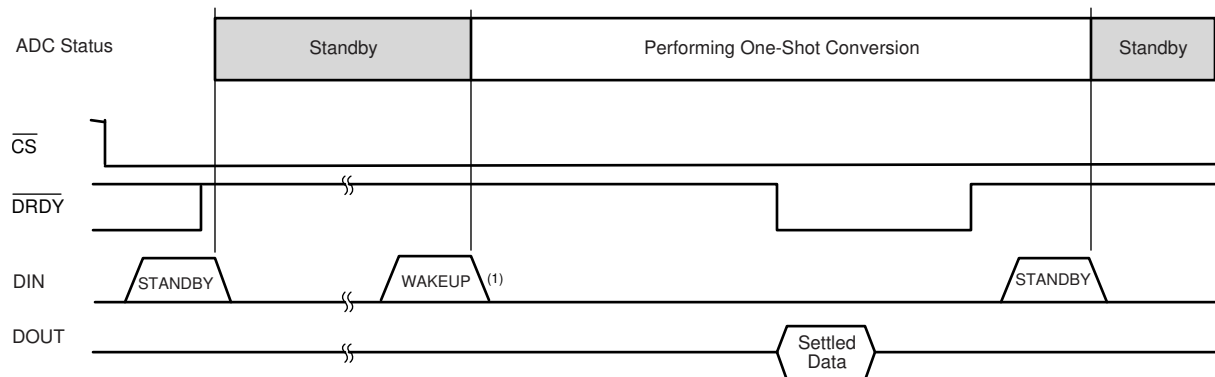 ADC Status
Standby
Performing One-Shot Conversion
Standby
CS
DRDY
DIN
STANDBY
WAKEUP (1)
STANDBY
DOUT
Settled
Data